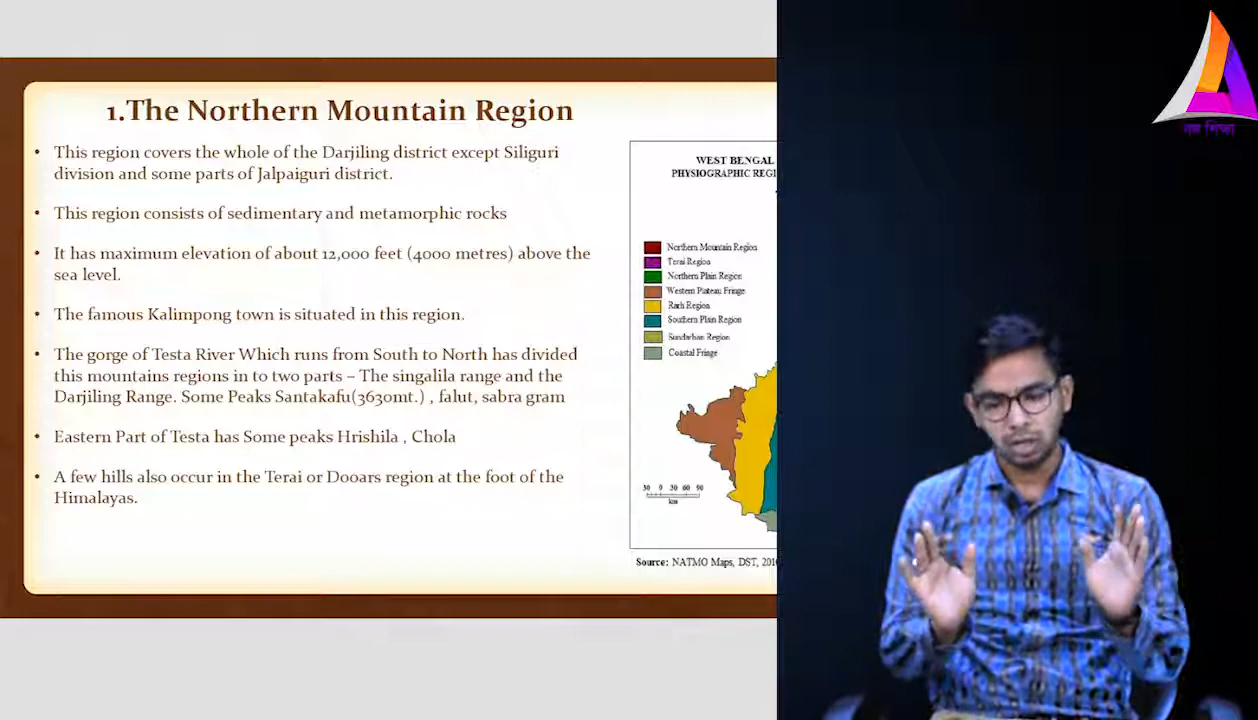 1.The Northern Mountain Region
• This region covers the whole of the Darjiling district except Siliguri
division and some parts of Jalpaiguri district.
• This region consists of sedimentary and metamorphic rocks
• It has maximum elevation of about 12,000 feet (4000 metres) above the
sea level.
• The famous Kalimpong town is situated in this region.
• The gorge of Testa River Which runs from South to North has divided
this mountains regions in to two parts – The singalila range and the
Darjiling Range. Some Peaks Santakafu(3630mt.) , falut, sabra gram
• Eastern Part of Testa has Some peaks Hrishila , Chola
• A few hills also occur in the Terai or Dooars region at the foot of the
Himalayas.
WEST BENGAL
PHYSIOGRAPHIC REGI
Northern Mountain Region
Terai Region
Northern Plain Region
Western Plateau Fringe
Rarh Region
Southern Plain Region
Sundarban Region
Coastal Fringe
30 0 30 60 90
km
Source: NATMO Maps, DST, 201
নব শিক্ষা